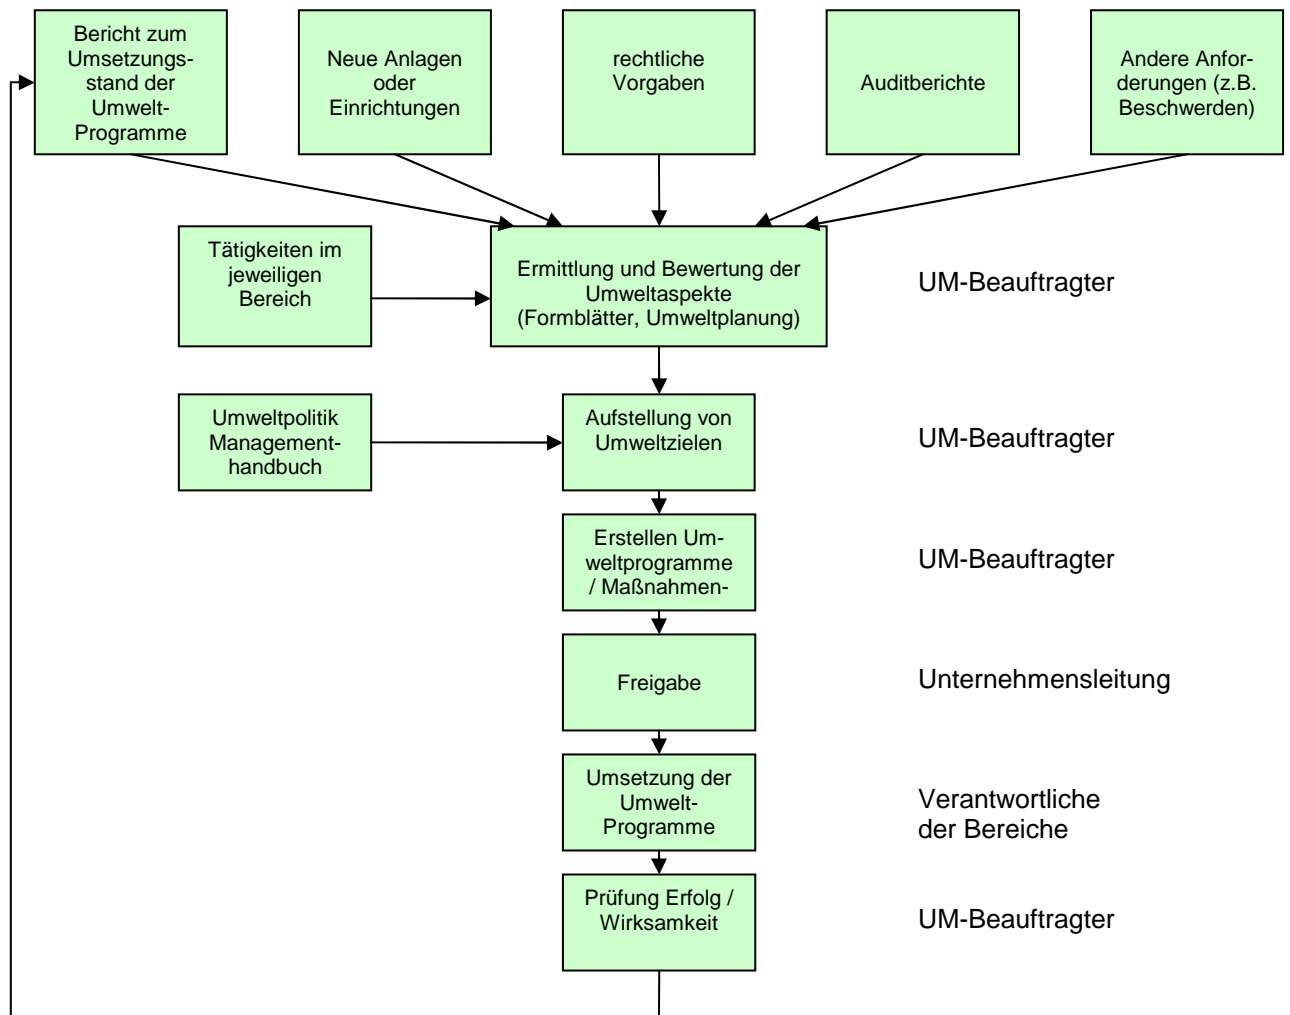 Bericht zum
Umsetzungs-
stand der
Umwelt-
Programme
Neue Anlagen
oder
Einrichtungen
rechtliche
Vorgaben
Auditberichte
Andere Anfor-
derungen (z.B.
Beschwerden)
Tätigkeiten im
jeweiligen
Bereich
Ermittlung und Bewertung der
Umweltaspekte
(Formblätter, Umweltplanung)
UM-Beauftragter
Umweltpolitik
Management-
handbuch
Aufstellung von
Umweltzielen
UM-Beauftragter
Erstellen Um-
weltprogramme
/ Maßnahmen-
UM-Beauftragter
Freigabe
Unternehmensleitung
Umsetzung der
Umwelt-
Programme
Verantwortliche
der Bereiche
Prüfung Erfolg /
Wirksamkeit
UM-Beauftragter